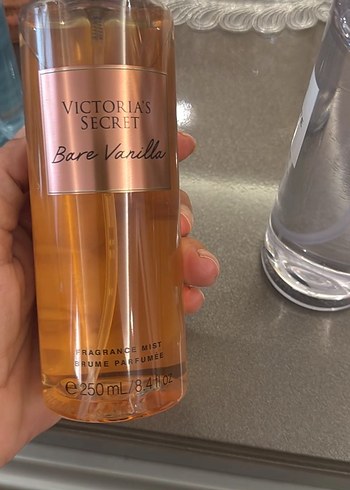 VICTORIA'S
SECRET
Bare Vanilla
FRAGRANCE MIST
BRUME PARFUMÉE
℮ 250 mL/8.4 fl oz